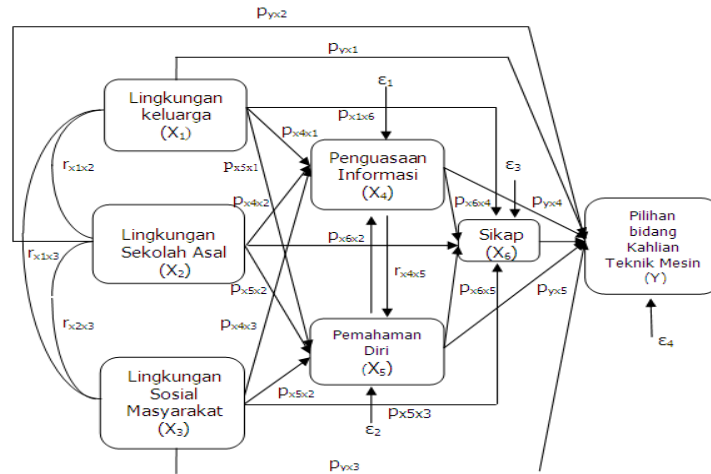 pyx2
pyx1
Lingkungan
keluarga
(X1)
ε1
px4x1
px1x6
rx1x2
px5x1
Penguasaan
Informasi
(X4)
ε3
px4x2
px6x4
pyx4
Lingkungan
Sekolah Asal
(X2)
px6x2
Sikap
(X6)
Pilihan
bidang
Kahlian
Teknik Mesin
(Y)
rx1x3
rx4x5
px5x2
px6x5
pyx5
rx2x3
px4x3
Pemahaman
Diri
(X5)
ε4
Lingkungan
Sosial
Masyarakat
(X3)
px5x2
ε2
px5x3
pyx3